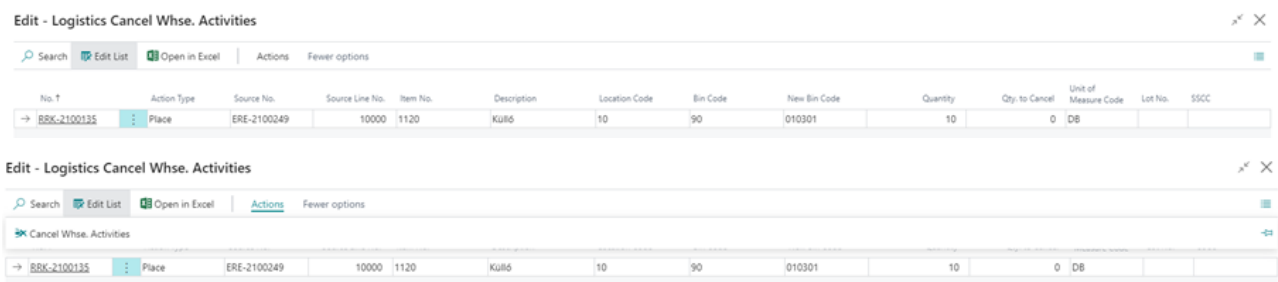 Edit - Logistics Cancel Whse. Activities
Search Edit List Open in Excel Actions Fewer options
No.↑ Action Type Source No. Source Line No. Item No. Description Location Code Bin Code New Bin Code Quantity Qty. to Cancel Unit of Measure Code Lot No. SSCC
→ RRK-2100135 Place ERE-2100249 10000 1120 Küllő 10 90 010301 10 0 DB
Edit - Logistics Cancel Whse. Activities
Search Edit List Open in Excel Actions Fewer options
Cancel Whse. Activities
→ RRK-2100135 Place ERE-2100249 10000 1120 Küllő 10 90 010301 10 0 DB